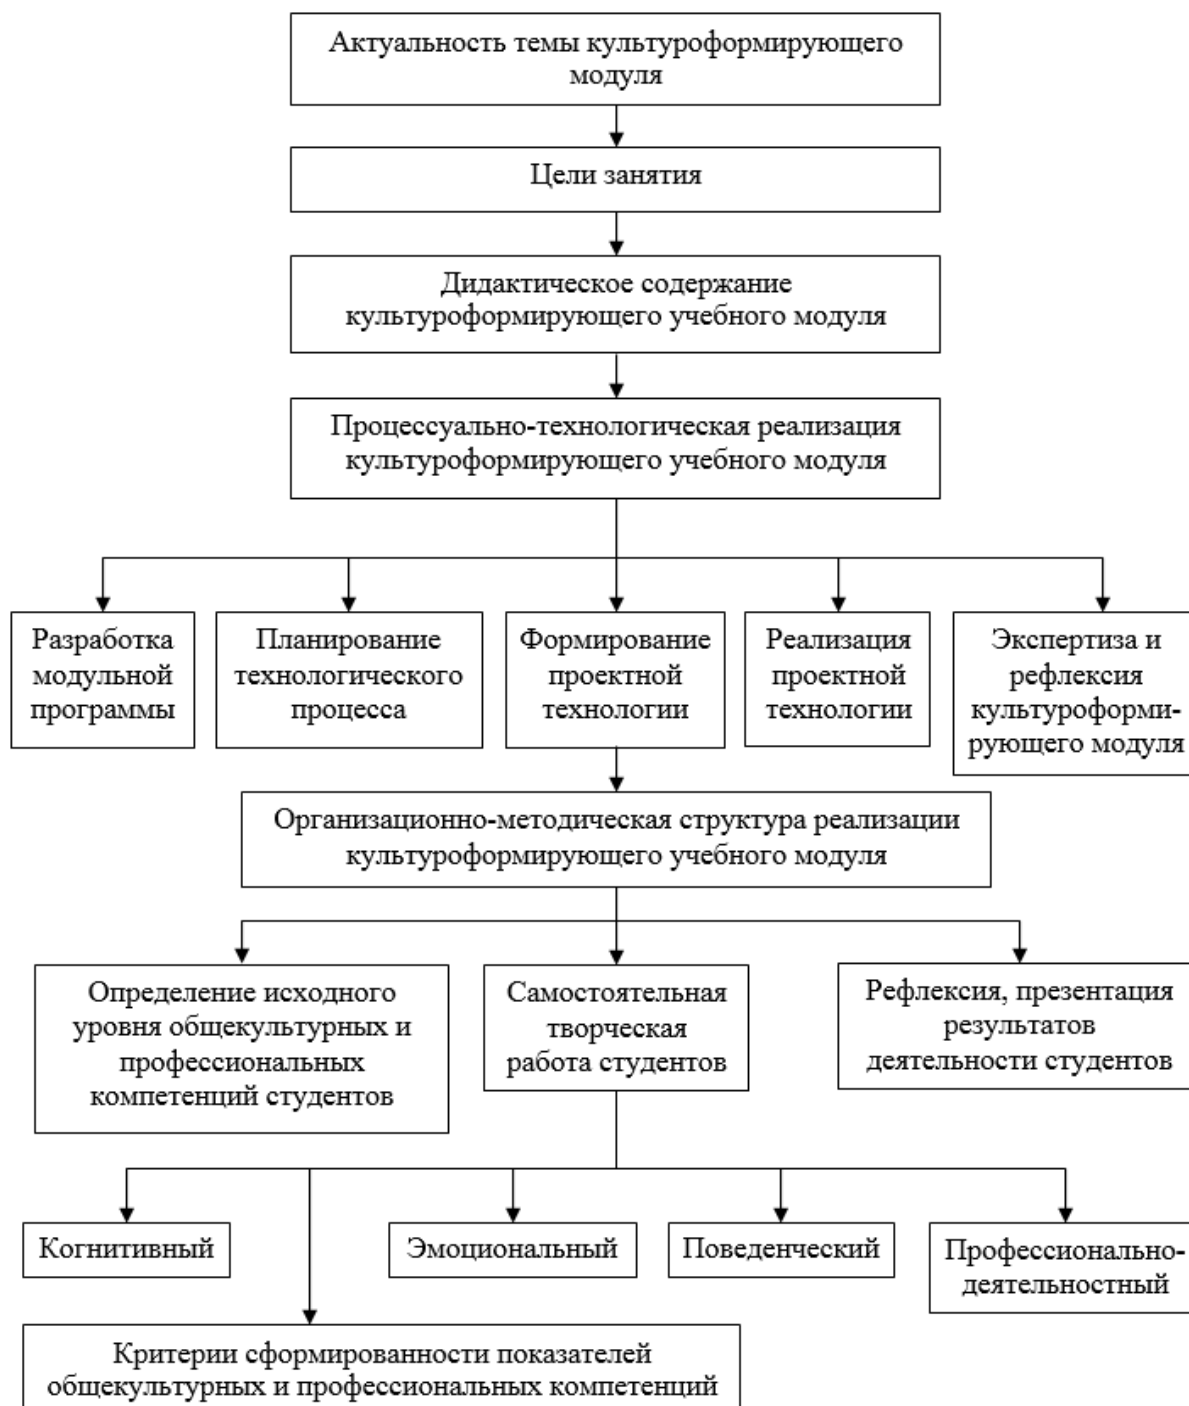 Актуальность темы культуроформирующего
модуля
Цели занятия
Дидактическое содержание
культуроформирующего учебного модуля
Процессуально-технологическая реализация
культуроформирующего учебного модуля
Разработка
модульной
программы
Планирование
технологического
процесса
Формирование
проектной
технологии
Реализация
проектной
технологии
Экспертиза и
рефлексия
культуроформи-
рующего модуля
Организационно-методическая структура реализации
культуроформирующего учебного модуля
Определение исходного
уровня общекультурных и
профессиональных
компетенций студентов
Самостоятельная
творческая
работа студентов
Рефлексия, презентация
результатов
деятельности студентов
Когнитивный
Эмоциональный
Поведенческий
Профессионально-
деятельностный
Критерии сформированности показателей
общекультурных и профессиональных компетенций